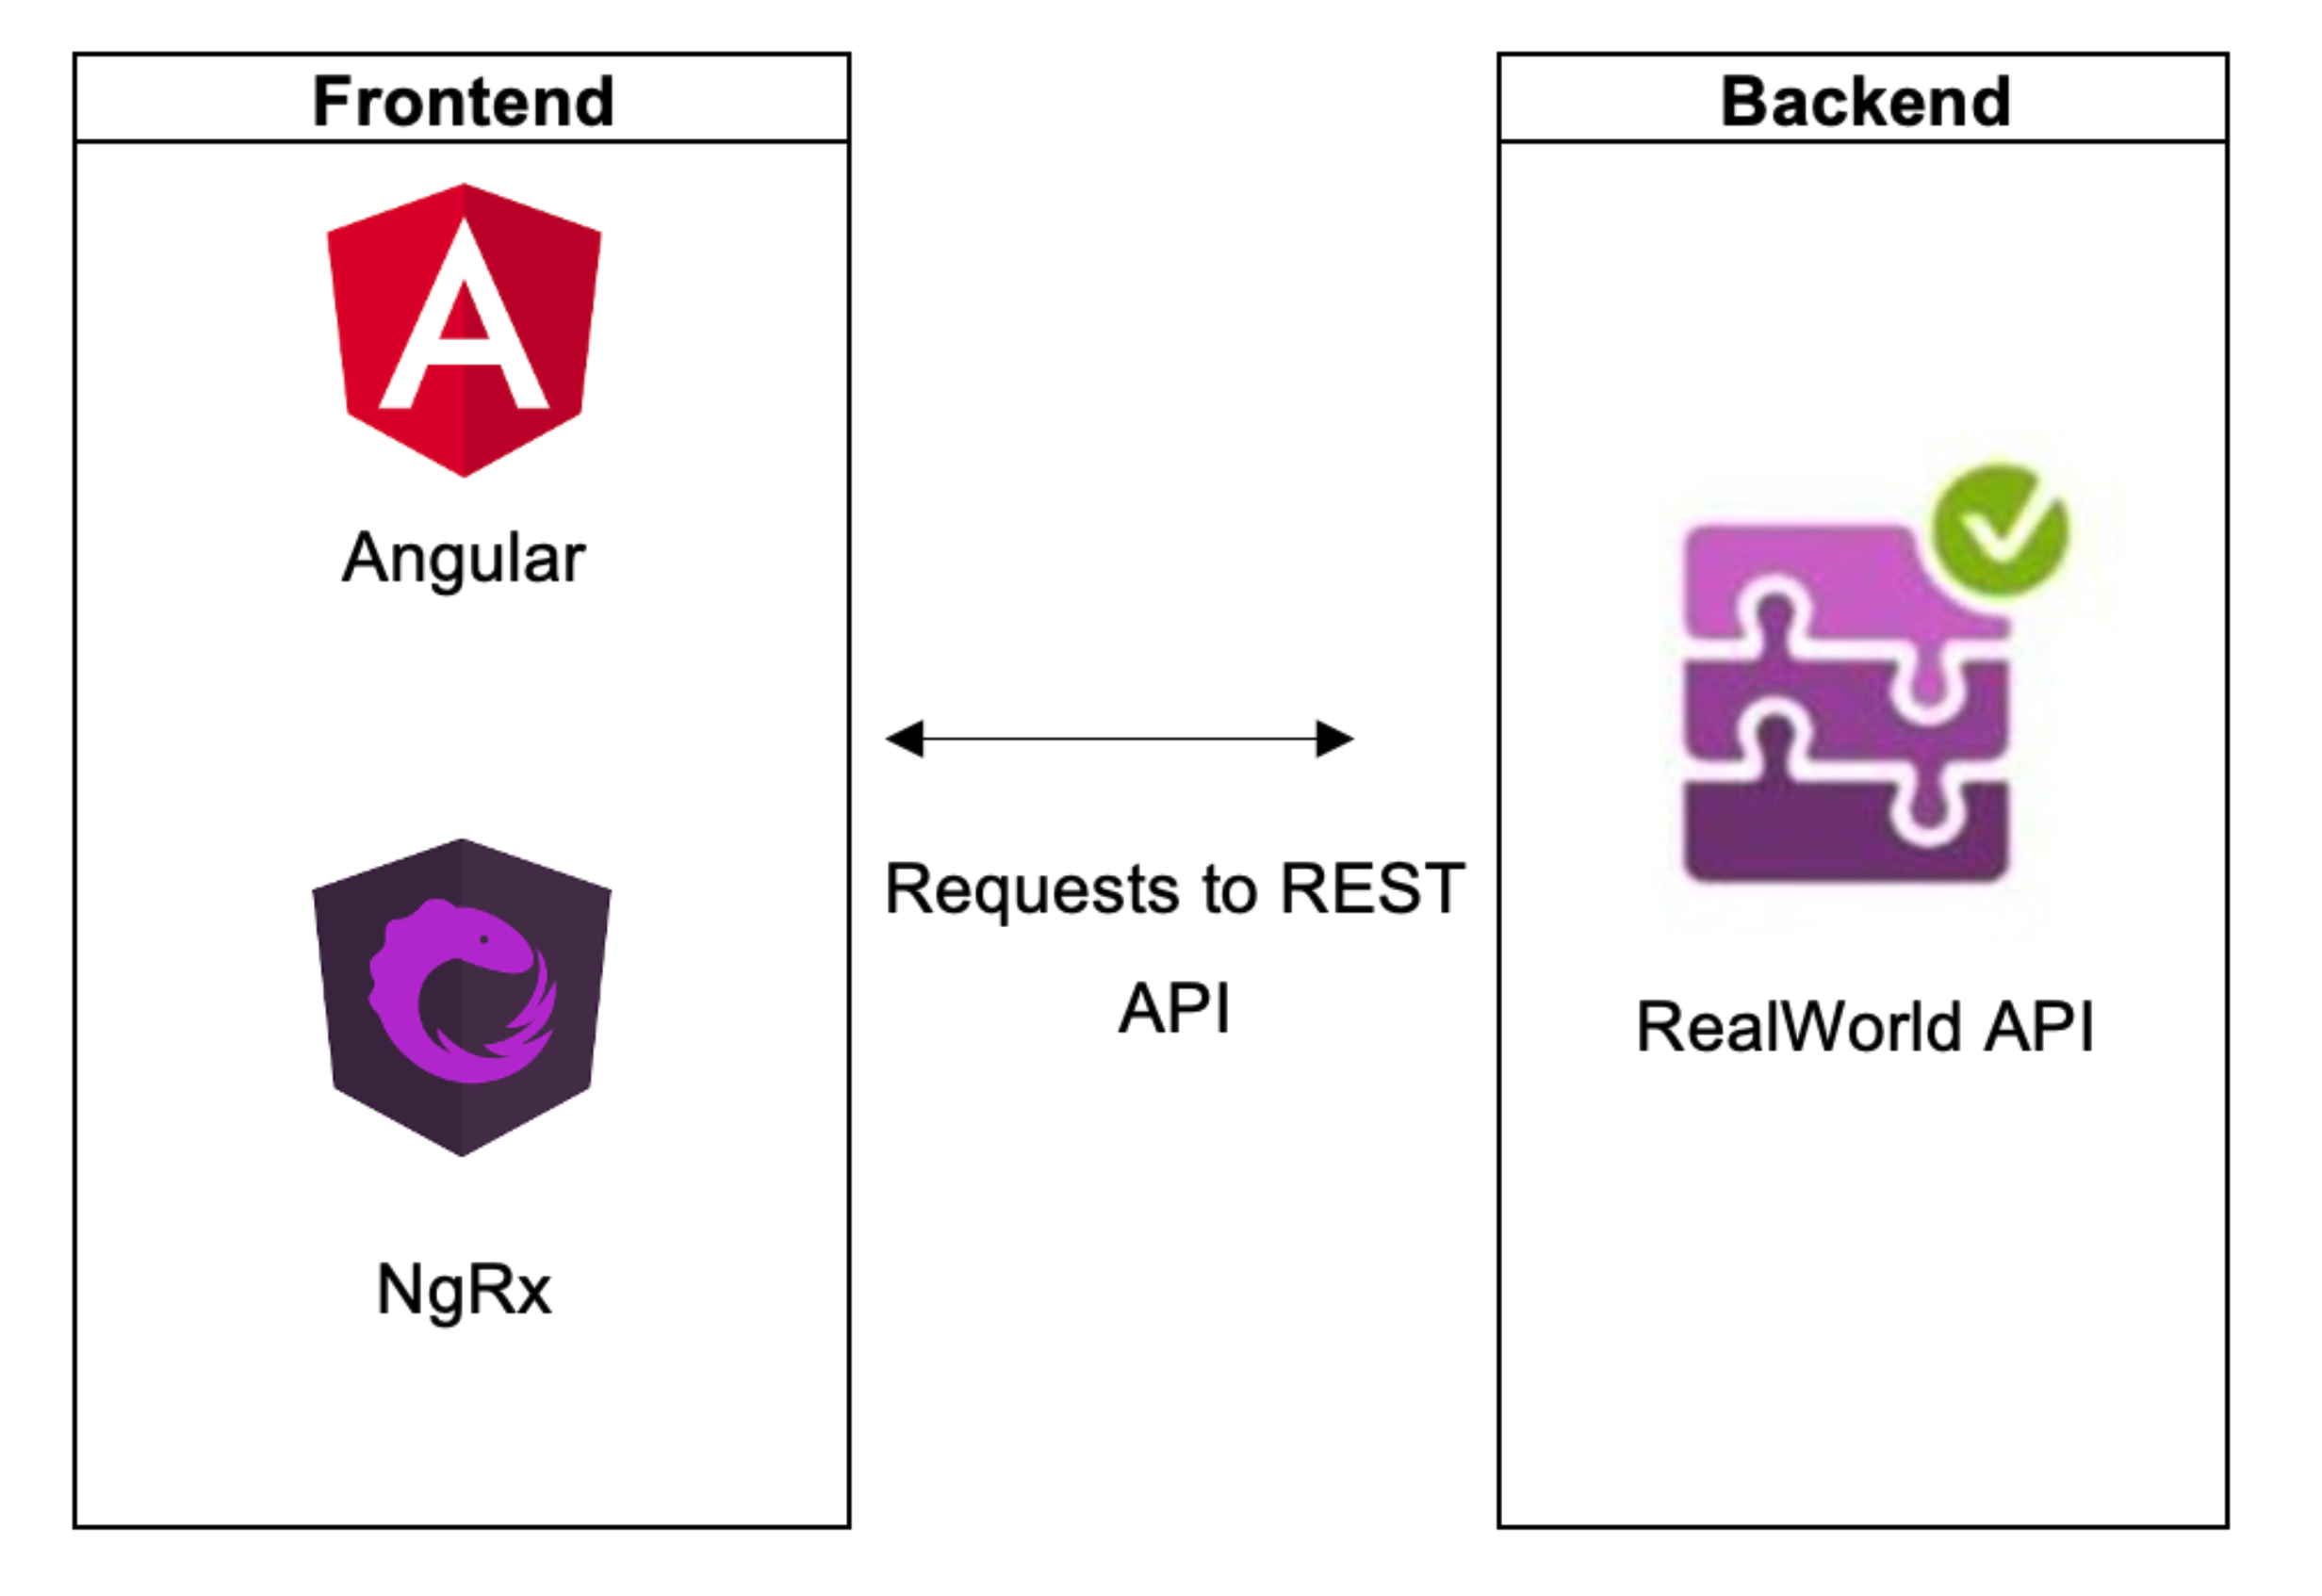 Frontend
Angular
NgRx
Requests to REST
API
Backend
RealWorld API